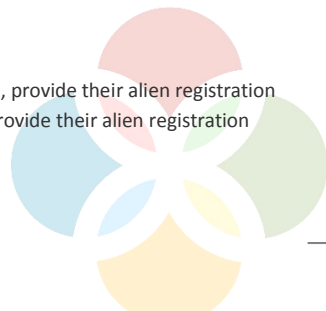 , provide their alien registration
rovide their alien registration